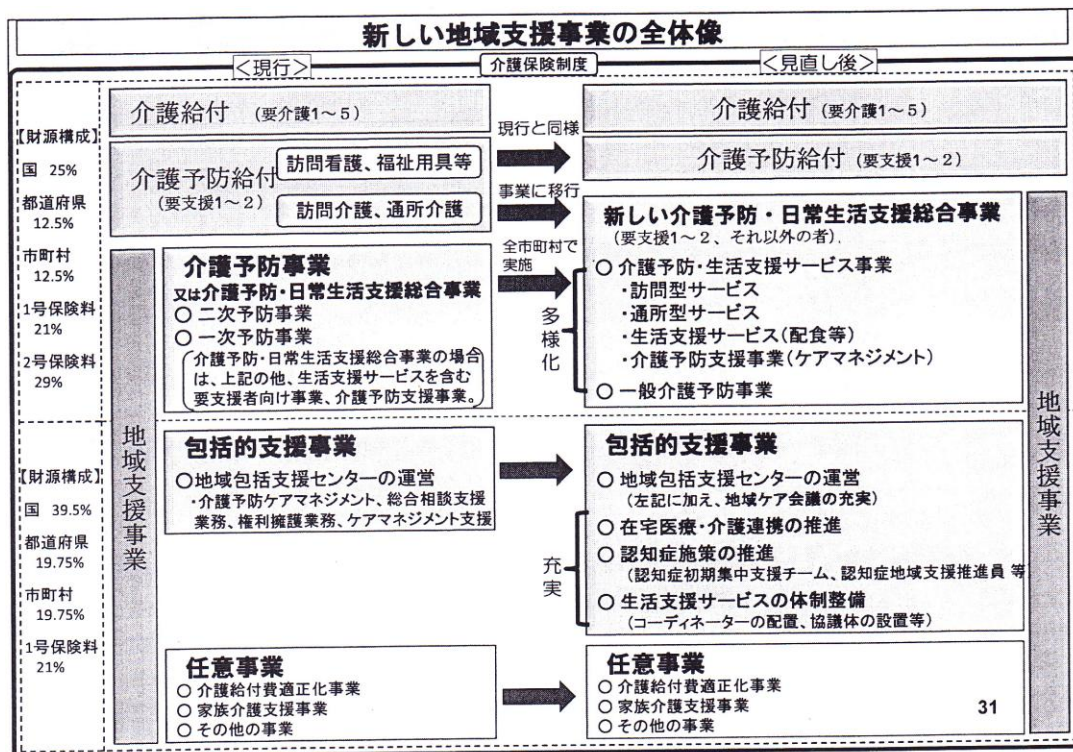 新しい地域支援事業の全体像
<現行>
介護保険制度
<見直し後>
【財源構成】
国 25%
都道府県
12.5%
市町村
12.5%
1号保険料
21%
2号保険料
29%
介護給付 (要介護1~5)
現行と同様
介護給付 (要介護1~5)
介護予防給付
(要支援1~2)
訪問看護、福祉用具等
訪問介護、通所介護
事業に移行
介護予防給付 (要支援1~2)
全市町村で
実施
新しい介護予防・日常生活支援総合事業
(要支援1~2、それ以外の者)
介護予防事業
又は介護予防・日常生活支援総合事業
○ 二次予防事業
○ 一次予防事業
介護予防・日常生活支援総合事業の場合
は、上記の他、生活支援サービスを含む
要支援者向け事業、介護予防支援事業。
多様化
○ 介護予防・生活支援サービス事業
・訪問型サービス
・通所型サービス
・生活支援サービス(配食等)
・介護予防支援事業(ケアマネジメント)
○ 一般介護予防事業
地域支援事業
地域支援事業
【財源構成】
国 39.5%
都道府県
19.75%
市町村
19.75%
1号保険料
21%
包括的支援事業
○地域包括支援センターの運営
・介護予防ケアマネジメント、総合相談支援
業務、権利擁護業務、ケアマネジメント支援
充実
包括的支援事業
○ 地域包括支援センターの運営
(左記に加え、地域ケア会議の充実)
○ 在宅医療・介護連携の推進
○ 認知症施策の推進
(認知症初期集中支援チーム、認知症地域支援推進員 等
○ 生活支援サービスの体制整備
(コーディネーターの配置、協議体の設置等)
任意事業
○ 介護給付費適正化事業
○ 家族介護支援事業
○ その他の事業
任意事業
○ 介護給付費適正化事業
○ 家族介護支援事業
○ その他の事業
31